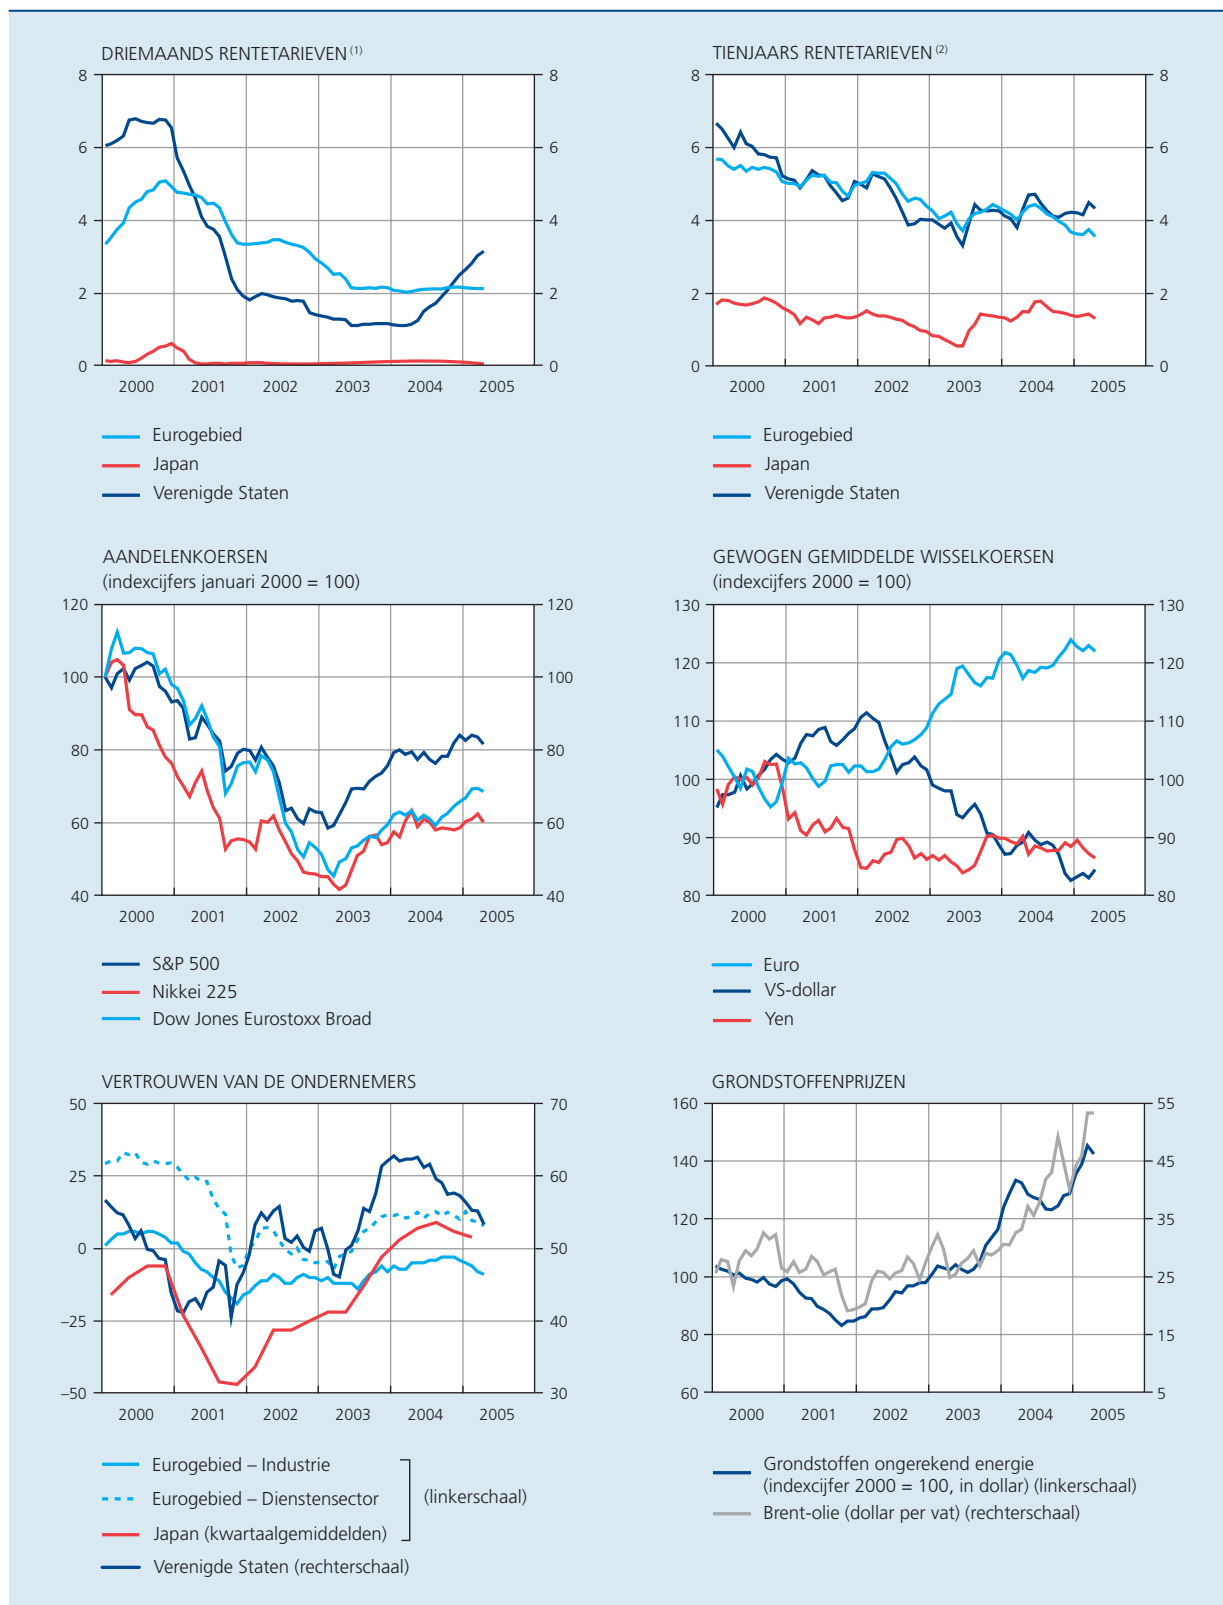 DRIEMAANDS RENTETARIEVEN (1)
8 8
6 6
4 4
2 2
0 0
2000 2001 2002 2003 2004 2005
Eurogebied
Japan
Verenigde Staten
TIENJAARS RENTETARIEVEN (2)
8 8
6 6
4 4
2 2
0 0
2000 2001 2002 2003 2004 2005
Eurogebied
Japan
Verenigde Staten
AANDELENKOERSEN
(indexcijfers januari 2000 = 100)
120 120
100 100
80 80
60 60
40 40
2000 2001 2002 2003 2004 2005
S&P 500
Nikkei 225
Dow Jones Eurostoxx Broad
GEWOGEN GEMIDDELDE WISSELKOERSEN
(indexcijfers 2000 = 100)
130 130
120 120
110 110
100 100
90 90
80 80
2000 2001 2002 2003 2004 2005
Euro
VS-dollar
Yen
VERTROUWEN VAN DE ONDERNEMERS
50 70
25 60
0 50
–25 40
–50 30
2000 2001 2002 2003 2004 2005
Eurogebied – Industrie
Eurogebied – Dienstensector
(linkerschaal)
Japan (kwartaalgemiddelden)
Verenigde Staten (rechterschaal)
GRONDSTOFFENPRIJZEN
160 55
140 45
120 35
100 25
80 15
60 5
2000 2001 2002 2003 2004 2005
Grondstoffen ongerekend energie
(indexcijfer 2000 = 100, in dollar) (linkerschaal)
Brent-olie (dollar per vat) (rechterschaal)